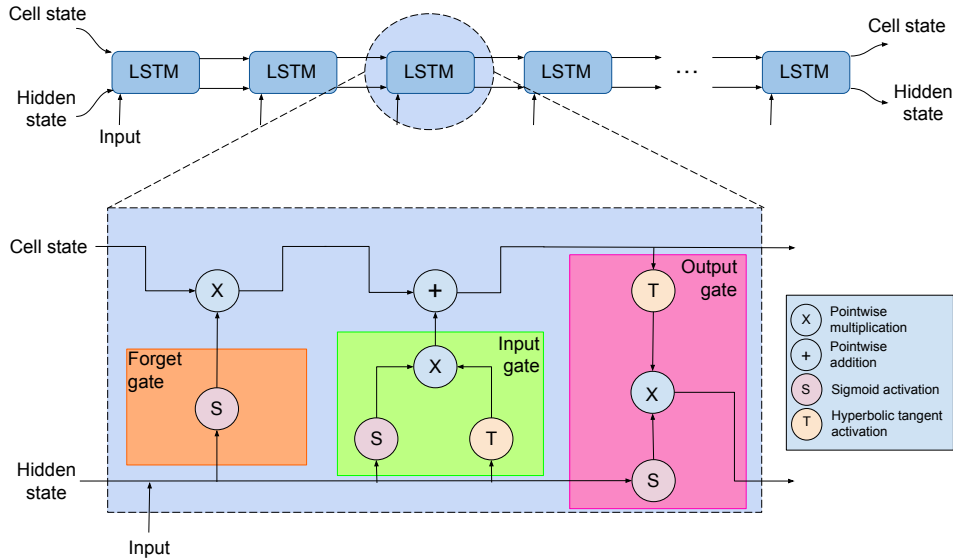 Cell state
Cell state
LSTM
LSTM
LSTM
LSTM
...
LSTM
Hidden
state
Hidden
state
Input
Cell state
Output
gate
X
+
T
X
Pointwise
multiplication
Forget
gate
Input
gate
+
Pointwise
addition
X
X
S
Sigmoid activation
S
S
T
T
Hyperbolic tangent
activation
Hidden
state
S
Input